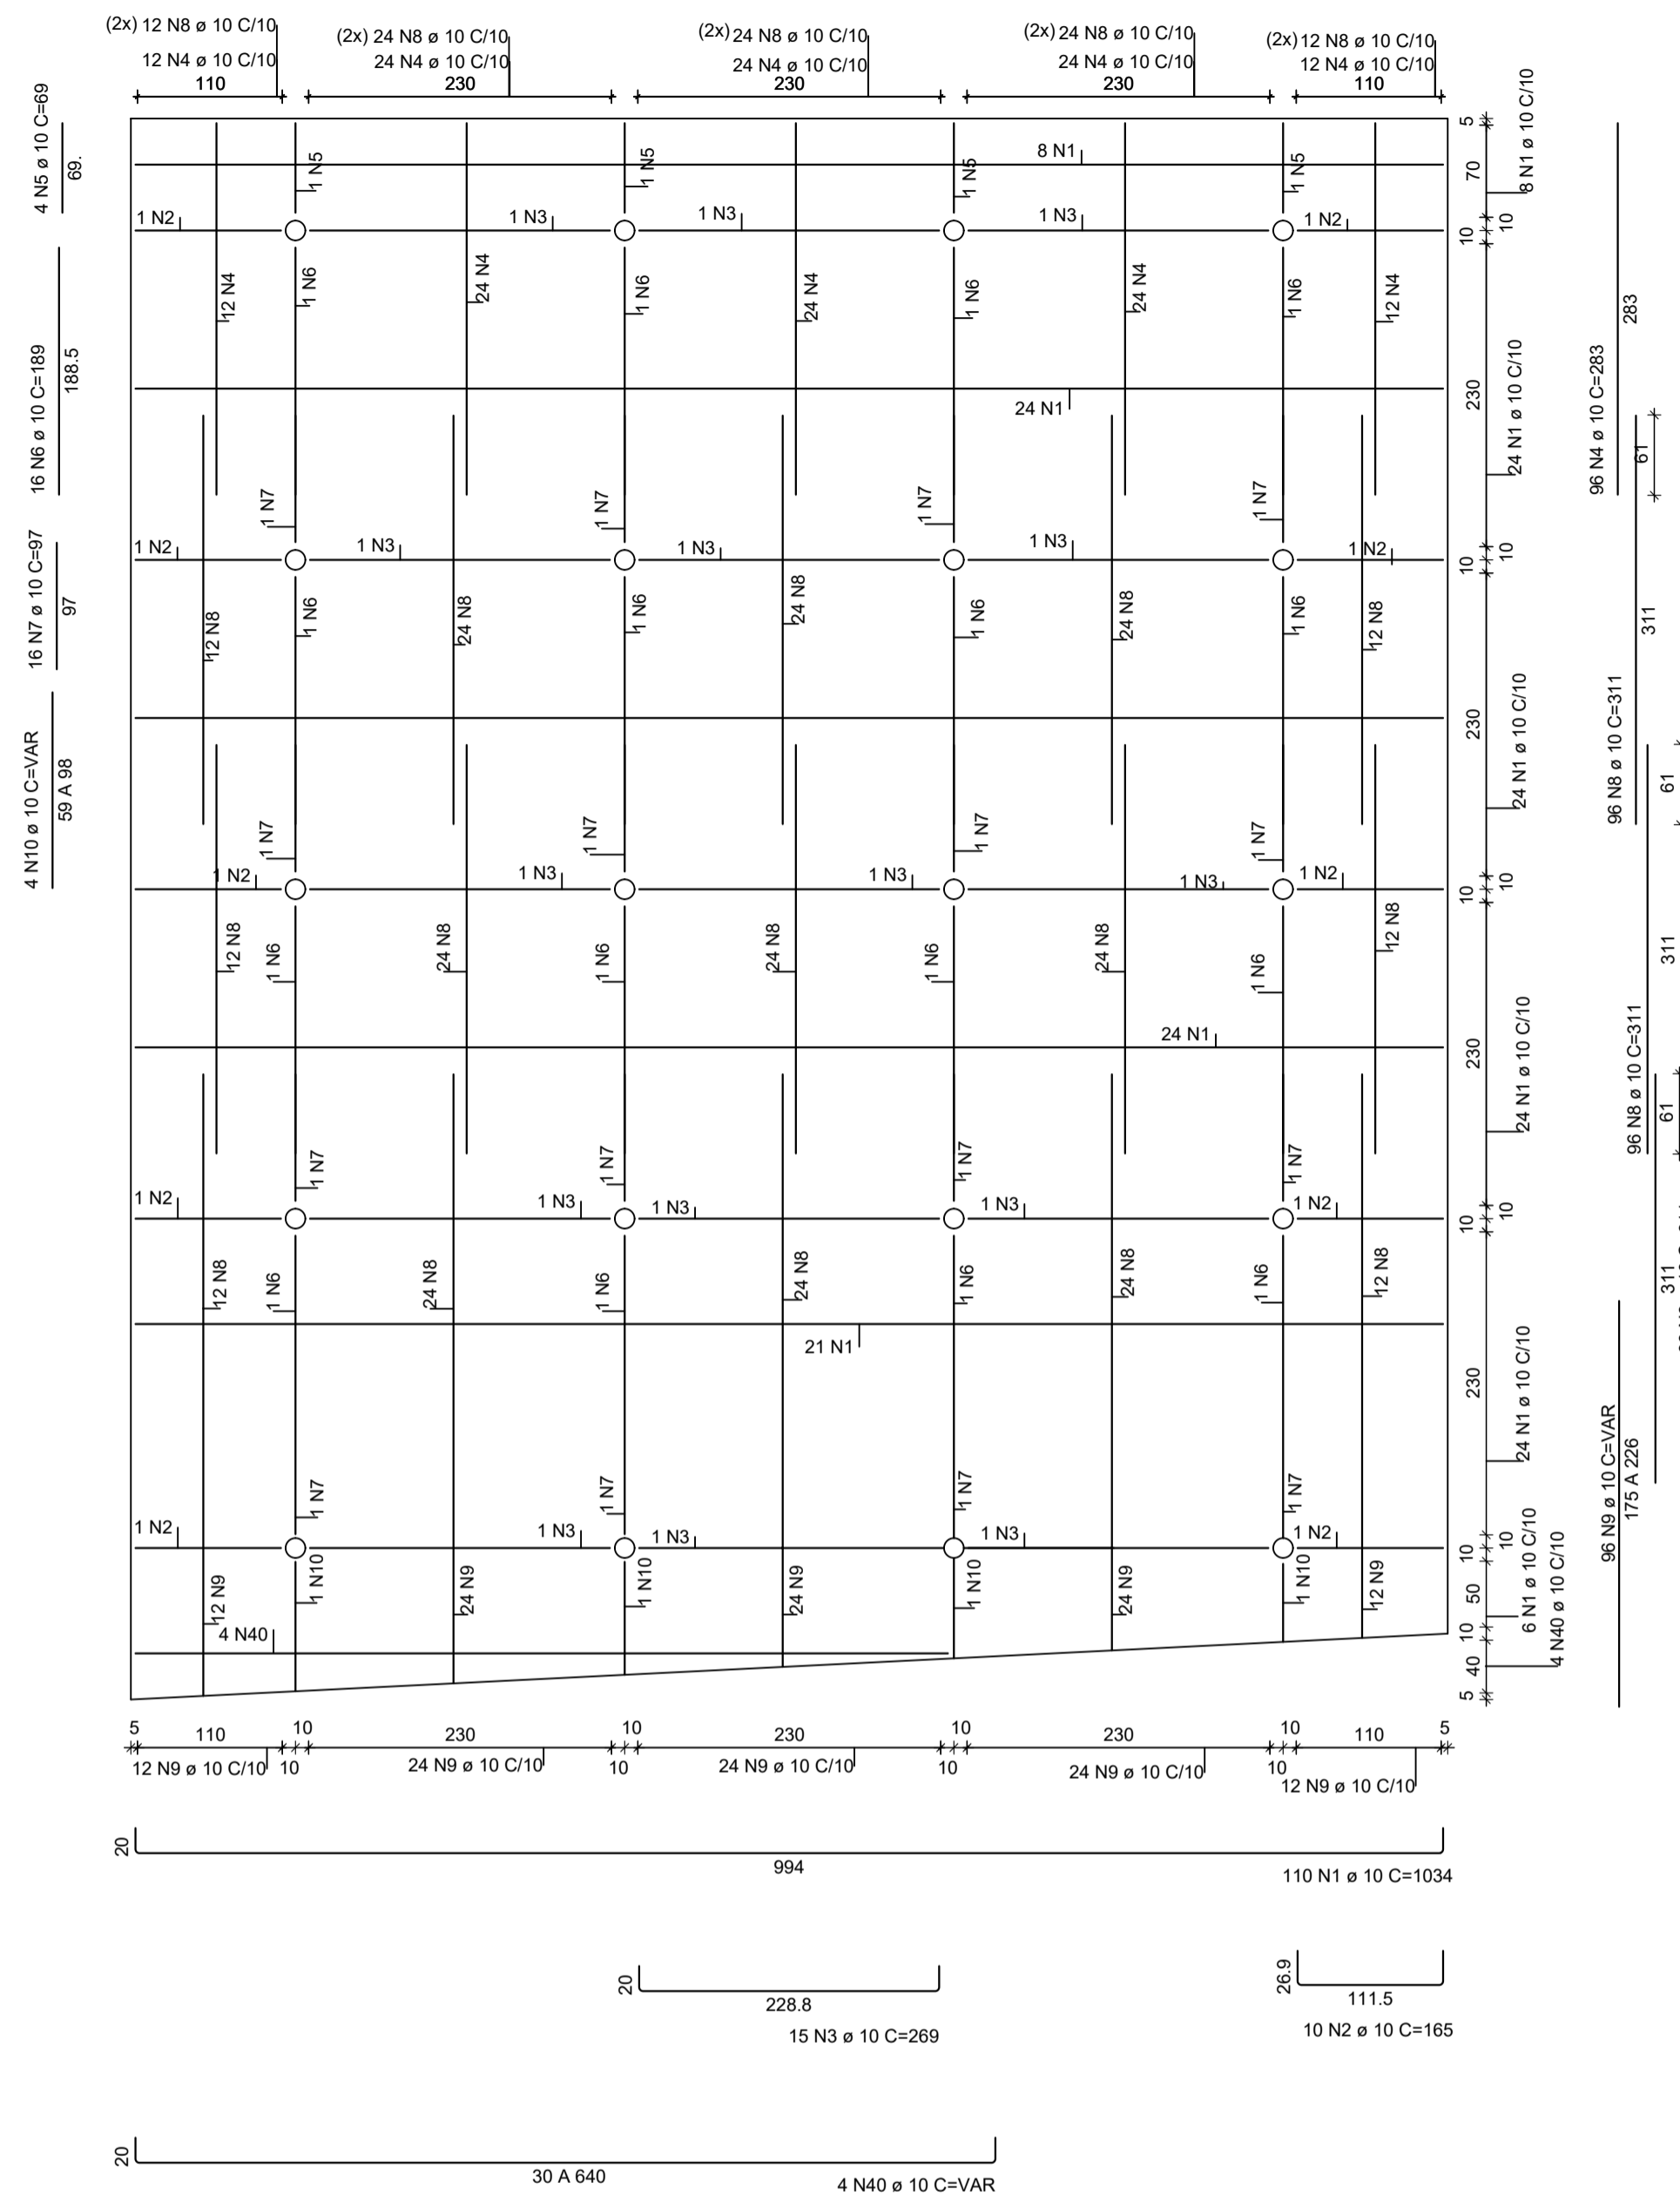 (2x) 12 N8 ø 10 C/10
12 N4 ø 10 C/10
110
(2x) 24 N8 ø 10 C/10
24 N4 ø 10 C/10
230
(2x) 24 N8 ø 10 C/10
24 N4 ø 10 C/10
230
(2x) 24 N8 ø 10 C/10
24 N4 ø 10 C/10
230
(2x) 12 N8 ø 10 C/10
12 N4 ø 10 C/10
110
4 N5 ø 10 C=69
69.
16 N6 ø 10 C=189
188.5
16 N7 ø 10 C=97
97
4 N10 ø 10 C=VAR
59 A 98
8 N1
1 N5
1 N5
1 N5
1 N5
1 N2
1 N3
1 N3
1 N3
1 N2
12 N4
1 N6
24 N4
1 N6
24 N4
1 N6
24 N4
1 N6
12 N4
24 N1
1 N7
1 N7
1 N7
1 N7
1 N2
1 N3
1 N3
1 N3
1 N2
12 N8
1 N6
24 N8
1 N6
24 N8
1 N6
24 N8
1 N6
12 N8
1 N7
1 N7
1 N7
1 N7
1 N2
1 N3
1 N3
1 N3
1 N2
12 N8
1 N6
24 N8
1 N6
24 N8
1 N6
24 N8
1 N6
12 N8
24 N1
1 N7
1 N7
1 N7
1 N7
1 N2
1 N3
1 N3
1 N3
1 N2
12 N8
1 N6
24 N8
1 N6
24 N8
1 N6
24 N8
1 N6
12 N8
21 N1
1 N7
1 N7
1 N7
1 N7
1 N2
1 N3
1 N3
1 N3
1 N2
12 N9
1 N10
24 N9
1 N10
24 N9
1 N10
24 N9
1 N10
12 N9
4 N40
5
70
8 N1 ø 10 C/10
10
10
230
24 N1 ø 10 C/10
10
10
230
24 N1 ø 10 C/10
10
10
230
24 N1 ø 10 C/10
10
10
230
24 N1 ø 10 C/10
10
10
50
6 N1 ø 10 C/10
10
40
4 N40 ø 10 C/10
5
96 N4 ø 10 C=283
283
61
96 N8 ø 10 C=311
311
61
96 N8 ø 10 C=311
311
61
311
96 N9 ø 10 C=VAR
175 A 226
5
110
10
230
10
230
10
230
10
110
5
12 N9 ø 10 C/10
10
24 N9 ø 10 C/10
10
24 N9 ø 10 C/10
10
24 N9 ø 10 C/10
10
12 N9 ø 10 C/10
20
994
110 N1 ø 10 C=1034
20
228.8
15 N3 ø 10 C=269
26.9
111.5
10 N2 ø 10 C=165
20
30 A 640
4 N40 ø 10 C=VAR